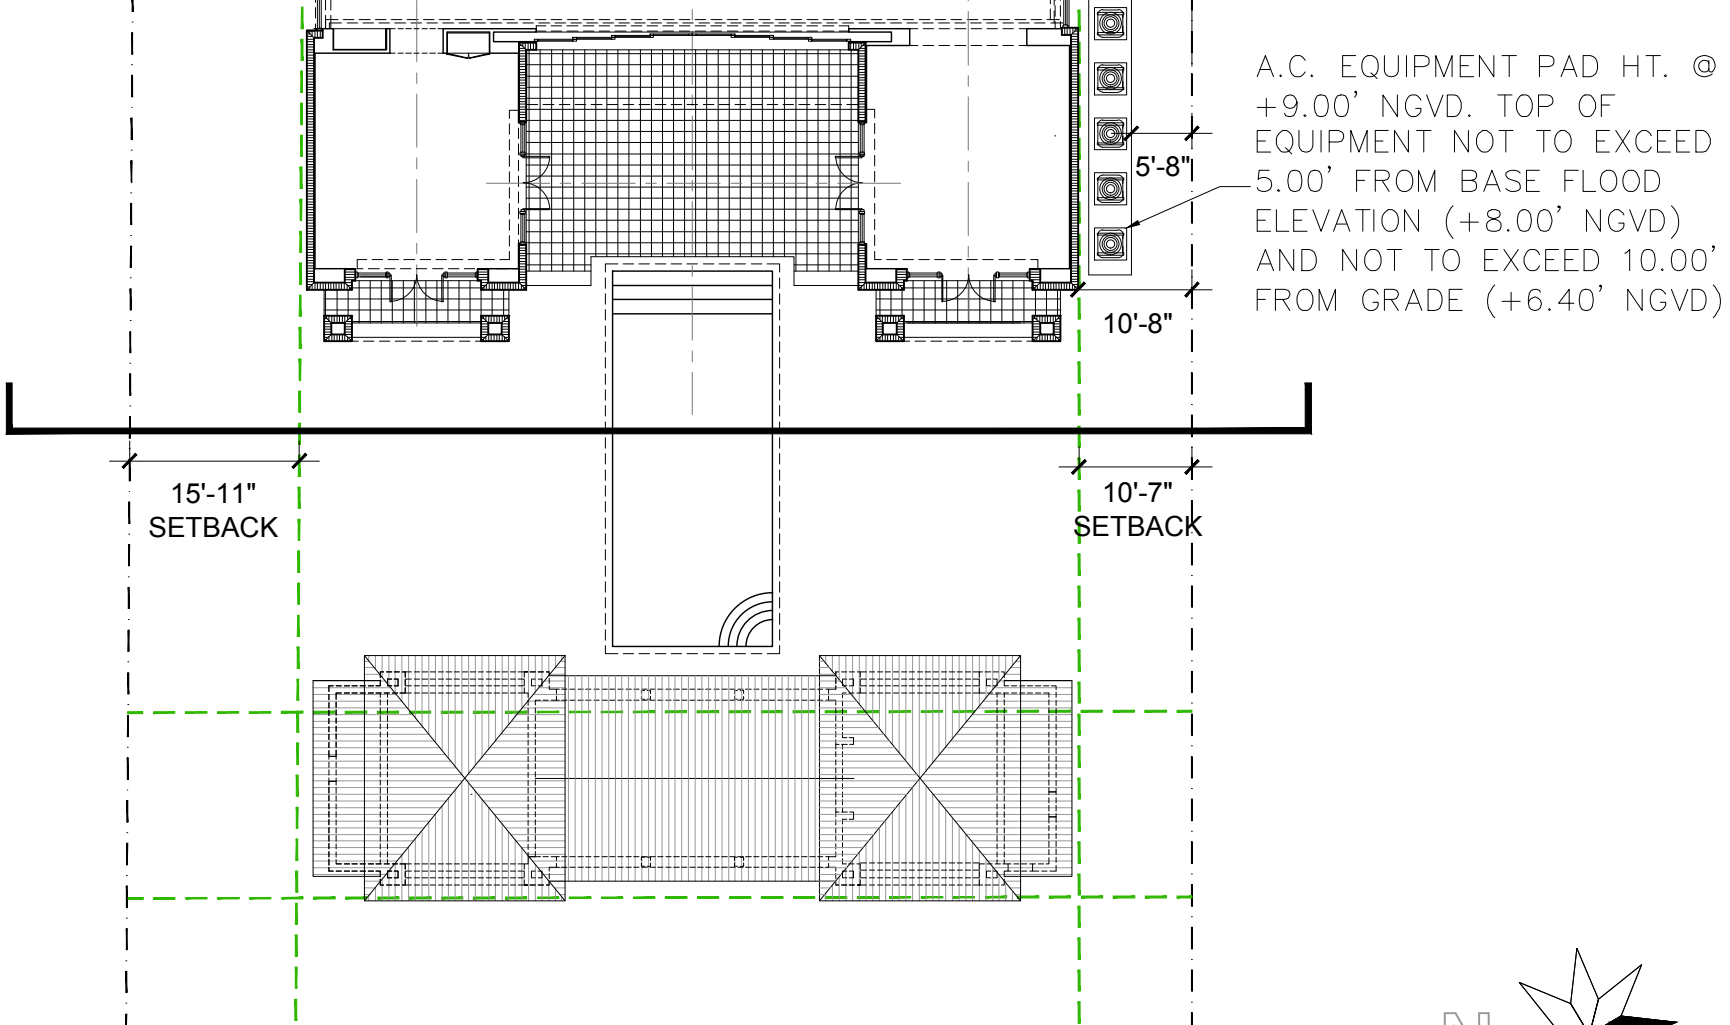 A.C. EQUIPMENT PAD HT. @
+9.00' NGVD. TOP OF
EQUIPMENT NOT TO EXCEED
5.00' FROM BASE FLOOD
ELEVATION (+8.00' NGVD)
AND NOT TO EXCEED 10.00'
FROM GRADE (+6.40' NGVD)
5'-8"
10'-8"
15'-11"
SETBACK
10'-7"
SETBACK
N